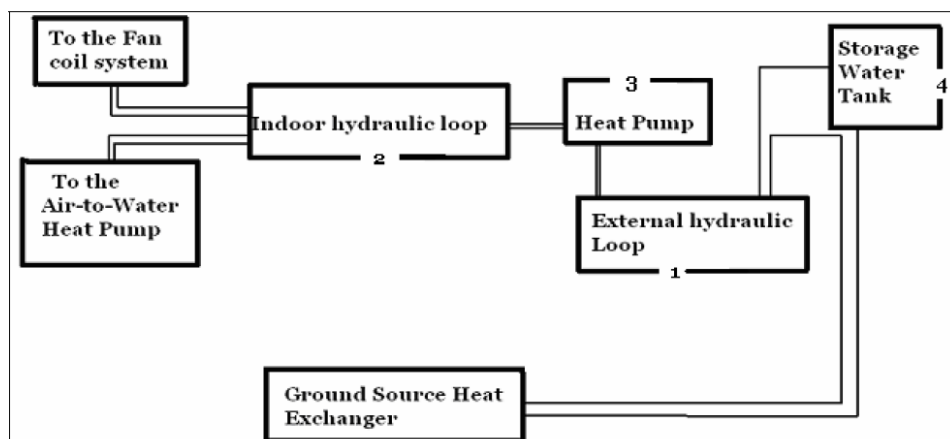 To the Fan
coil system
Storage
Water
Tank
4
3
Heat Pump
Indoor hydraulic loop
2
To the
Air-to-Water
Heat Pump
External hydraulic
Loop
1
Ground Source Heat
Exchanger